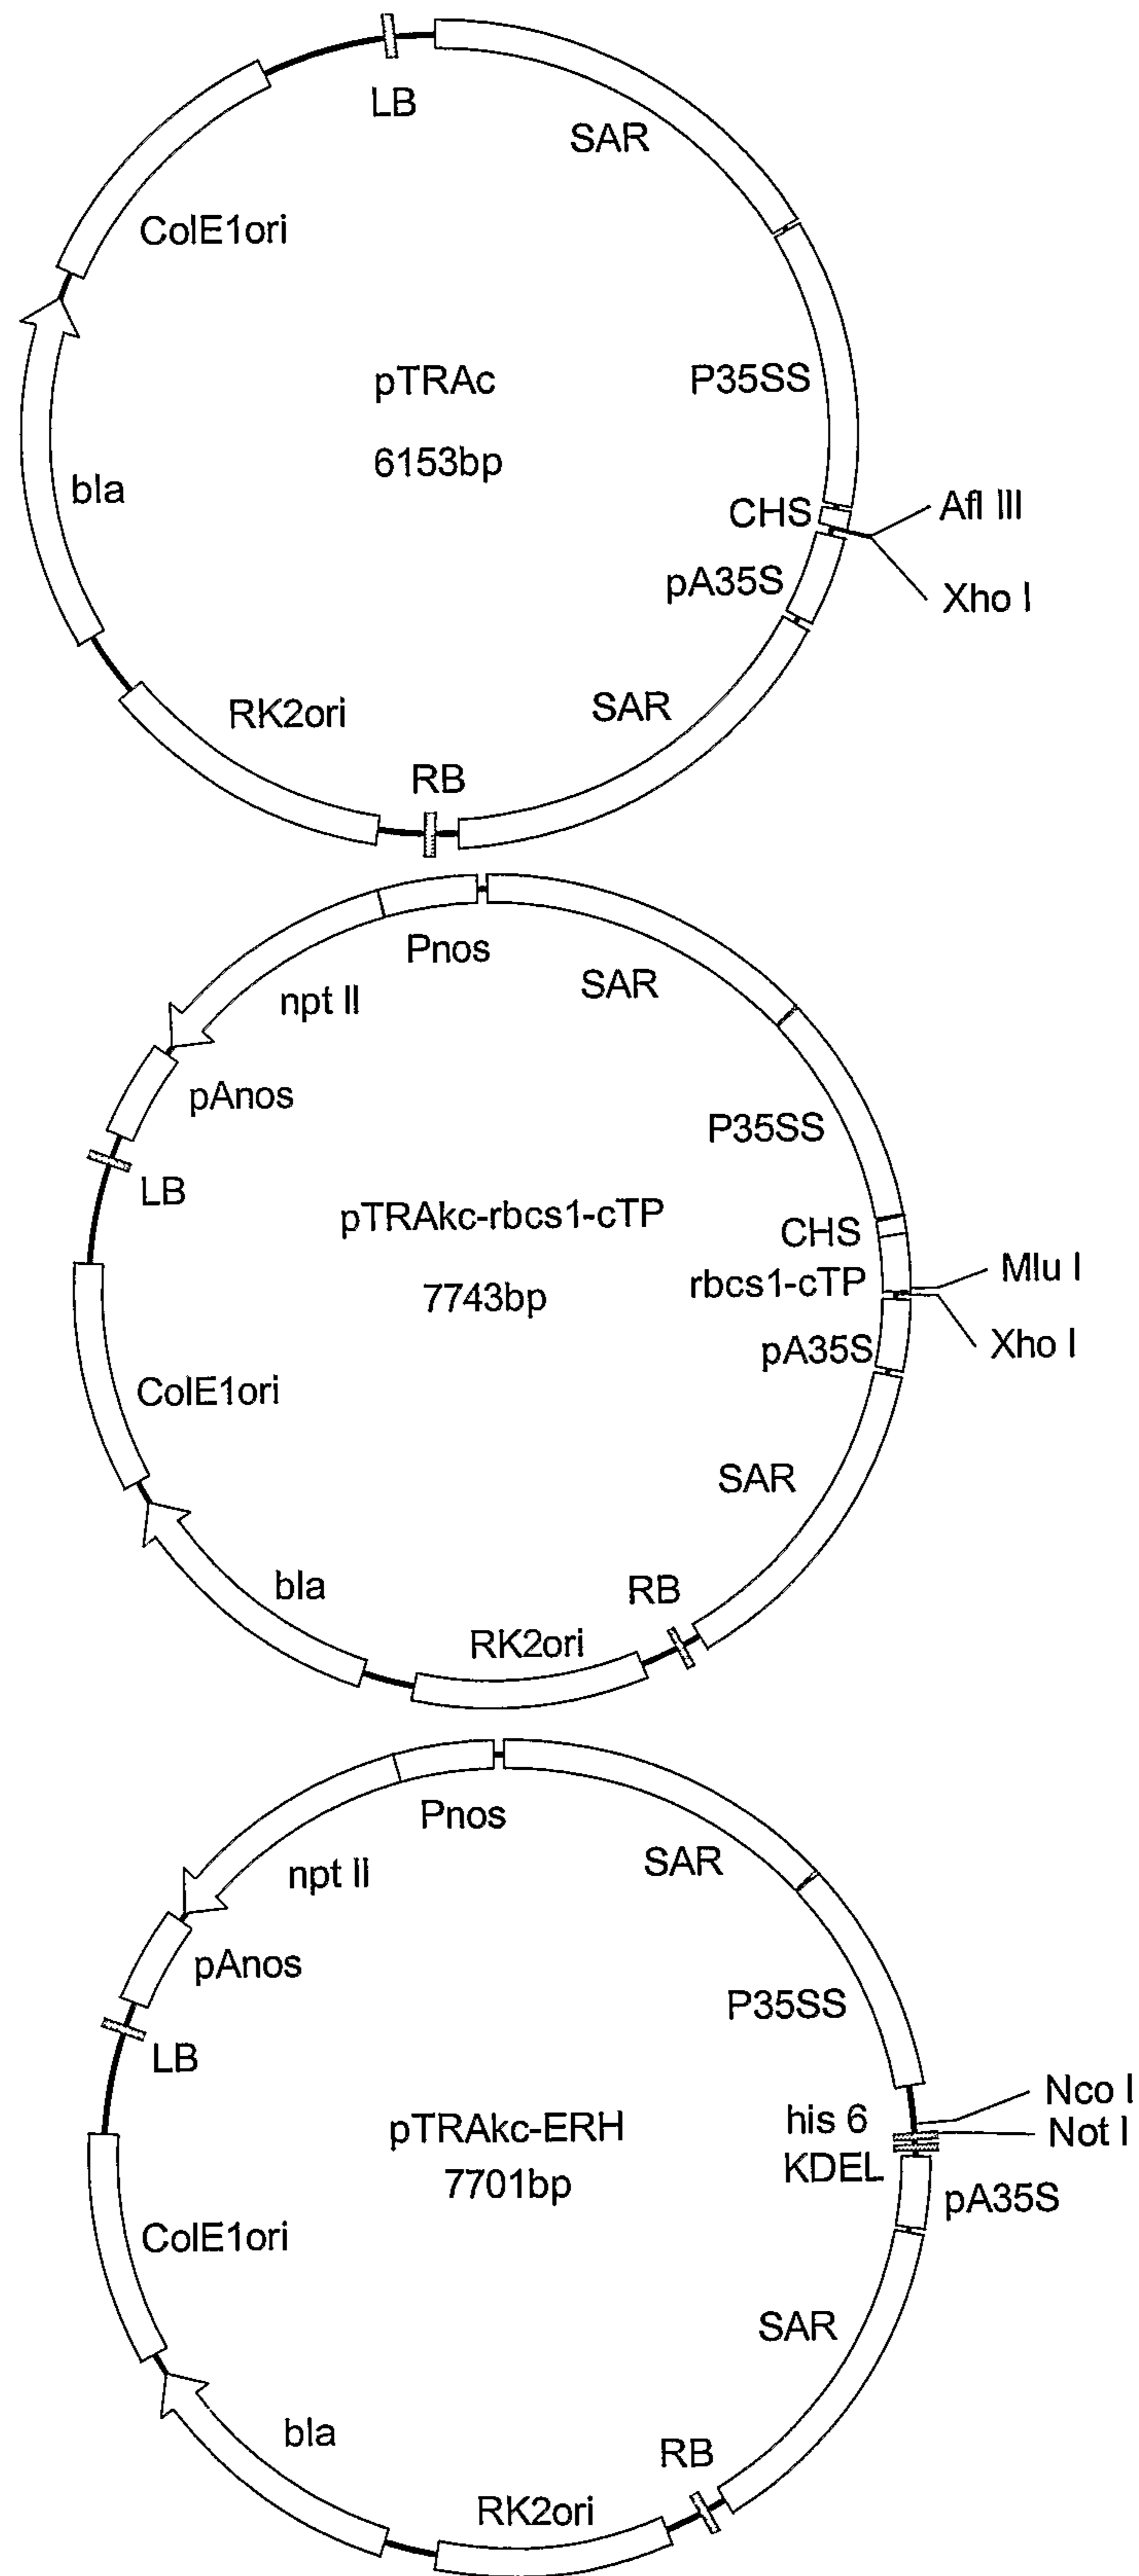 LB
SAR
ColE1ori
P35SS
pTRAc
6153bp
bla
CHS
Afl III
pA35S
Xho I
SAR
RK2ori
RB
Pnos
SAR
npt II
pAnos
P35SS
LB
pTRAkc-rbcs1-cTP
CHS
rbcs1-cTP
Mlu I
7743bp
Xho I
pA35S
ColE1ori
SAR
bla
RB
RK2ori
Pnos
SAR
npt II
pAnos
P35SS
LB
Nco I
his 6
Not I
pTRAkc-ERH
KDEL
7701bp
pA35S
ColE1ori
SAR
bla
RB
RK2ori